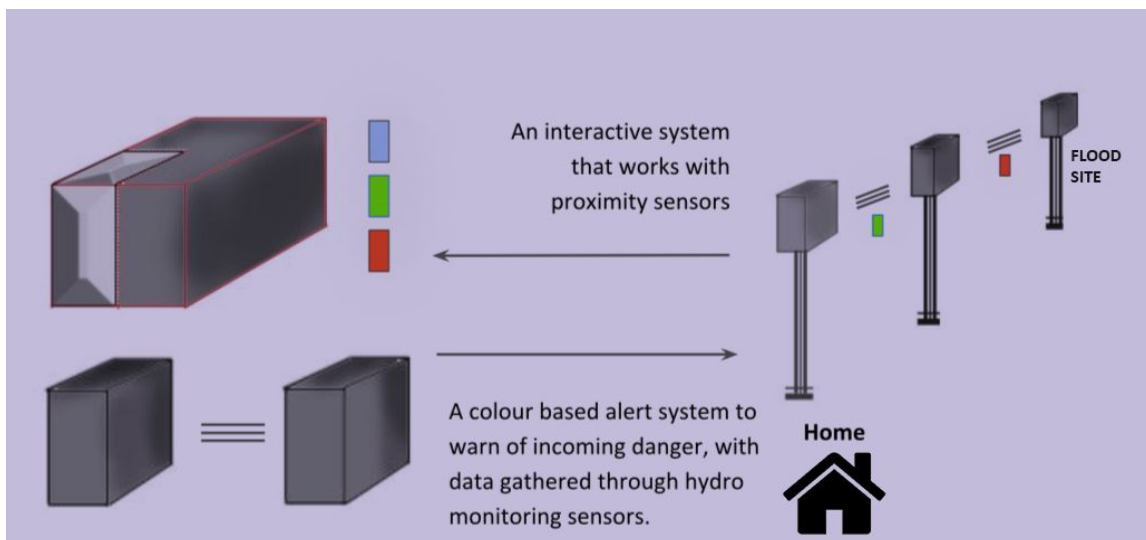 An interactive system
that works with
proximity sensors
FLOOD
SITE
A colour based alert system to
warn of incoming danger, with
data gathered through hydro
monitoring sensors.
Home